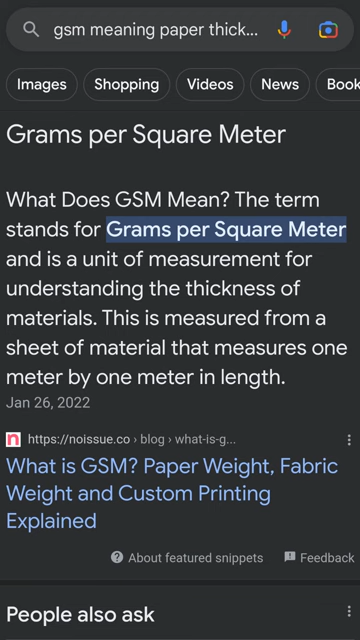 gsm meaning paper thick...
Images
Shopping
Videos
News
Book
Grams per Square Meter
What Does GSM Mean? The term
stands for Grams per Square Meter
and is a unit of measurement for
understanding the thickness of
materials. This is measured from a
sheet of material that measures one
meter by one meter in length.
Jan 26, 2022
n https://noissue.co › blog › what-is-g...
What is GSM? Paper Weight, Fabric
Weight and Custom Printing
Explained
About featured snippets
Feedback
People also ask